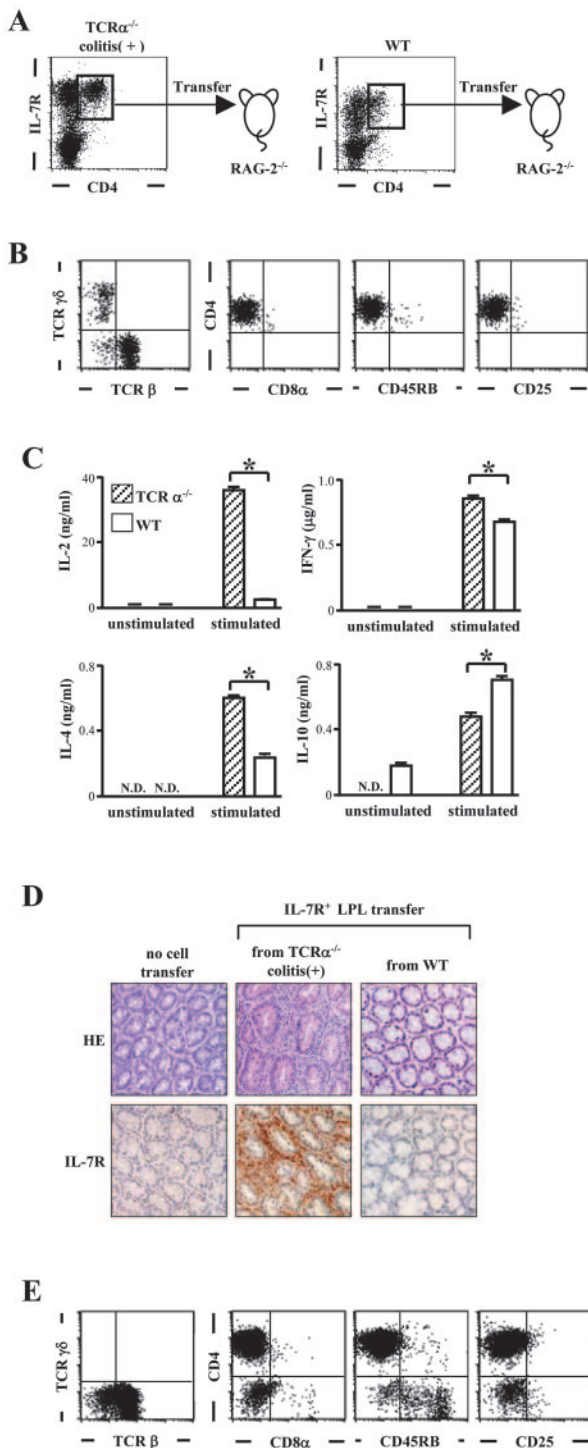 A
TCRα-/-
colitis( + )
WT
IL-7R
Transfer
RAG-2-/-
CD4
IL-7R
Transfer
RAG-2-/-
CD4
B
TCR γδ
TCR β
CD4
CD8α
CD45RB
CD25
C
IL-2 (ng/ml)
40
20
0
TCR α-/-
WT
*
unstimulated
stimulated
IFN-γ (μg/ml)
1.0
0.5
0
*
unstimulated
stimulated
IL-4 (ng/ml)
0.8
0.4
0
N.D.
N.D.
*
unstimulated
stimulated
IL-10 (ng/ml)
0.8
0.4
0
N.D.
*
unstimulated
stimulated
D
IL-7R+ LPL transfer
no cell
transfer
from TCRα-/-
colitis(+)
from WT
HE
IL-7R
E
TCR γδ
TCR β
CD4
CD8α
CD45RB
CD25